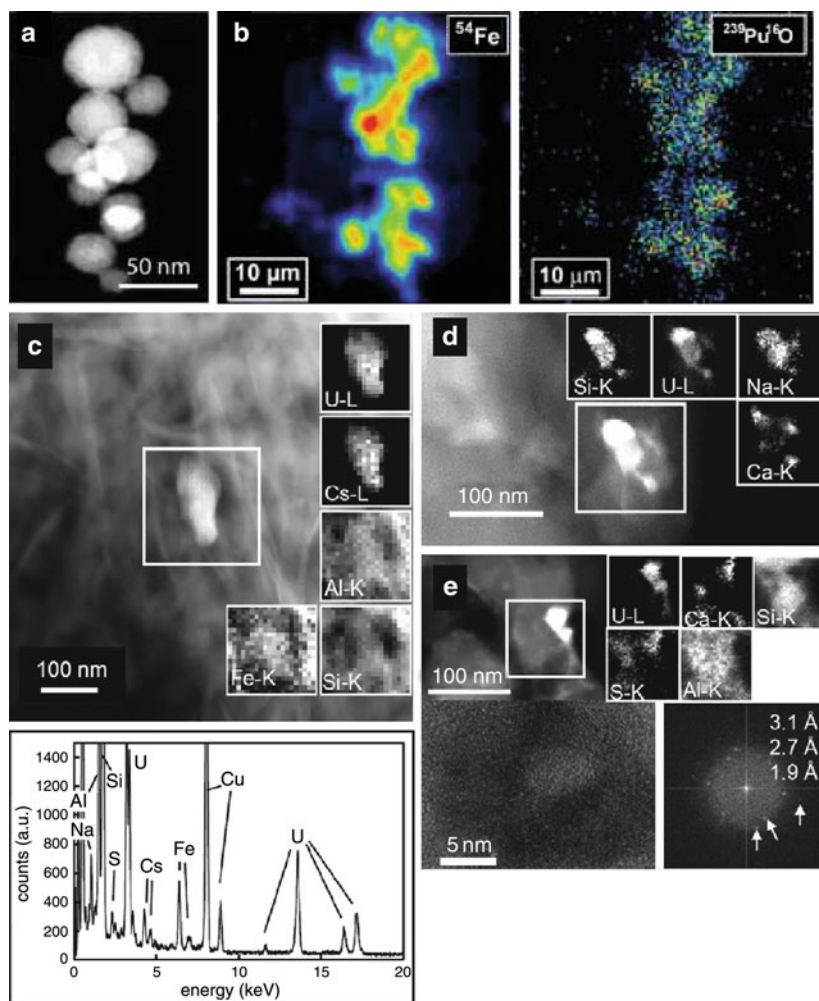 a
50 nm
b
⁵⁴Fe
10 µm
²³⁹Pu¹⁶O
10 µm
c
U-L
Cs-L
Al-K
Fe-K
Si-K
100 nm
d
Si-K
U-L
Na-K
Ca-K
100 nm
e
U-L
Ca-K
Si-K
S-K
Al-K
100 nm
5 nm
3.1 Å
2.7 Å
1.9 Å
1400
1200
1000
800
600
400
200
0
counts (a.u.)
Al
Na
Si
U
S
Cs
Fe
Cu
U
0
5
10
15
20
energy (keV)